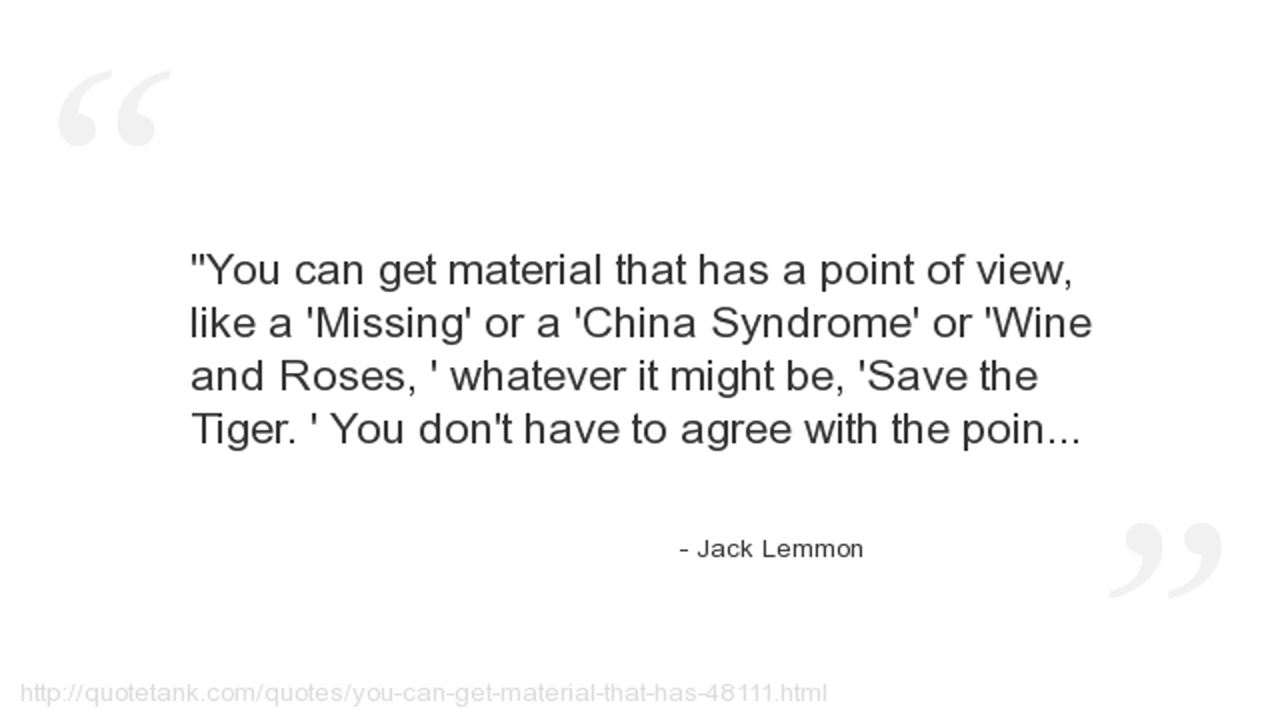 "You can get material that has a point of view,
like a 'Missing' or a 'China Syndrome' or 'Wine
and Roses, ' whatever it might be, 'Save the
Tiger. ' You don't have to agree with the poin...
- Jack Lemmon
http://quotetank.com/quotes/you-can-get-material-that-has-48111.html